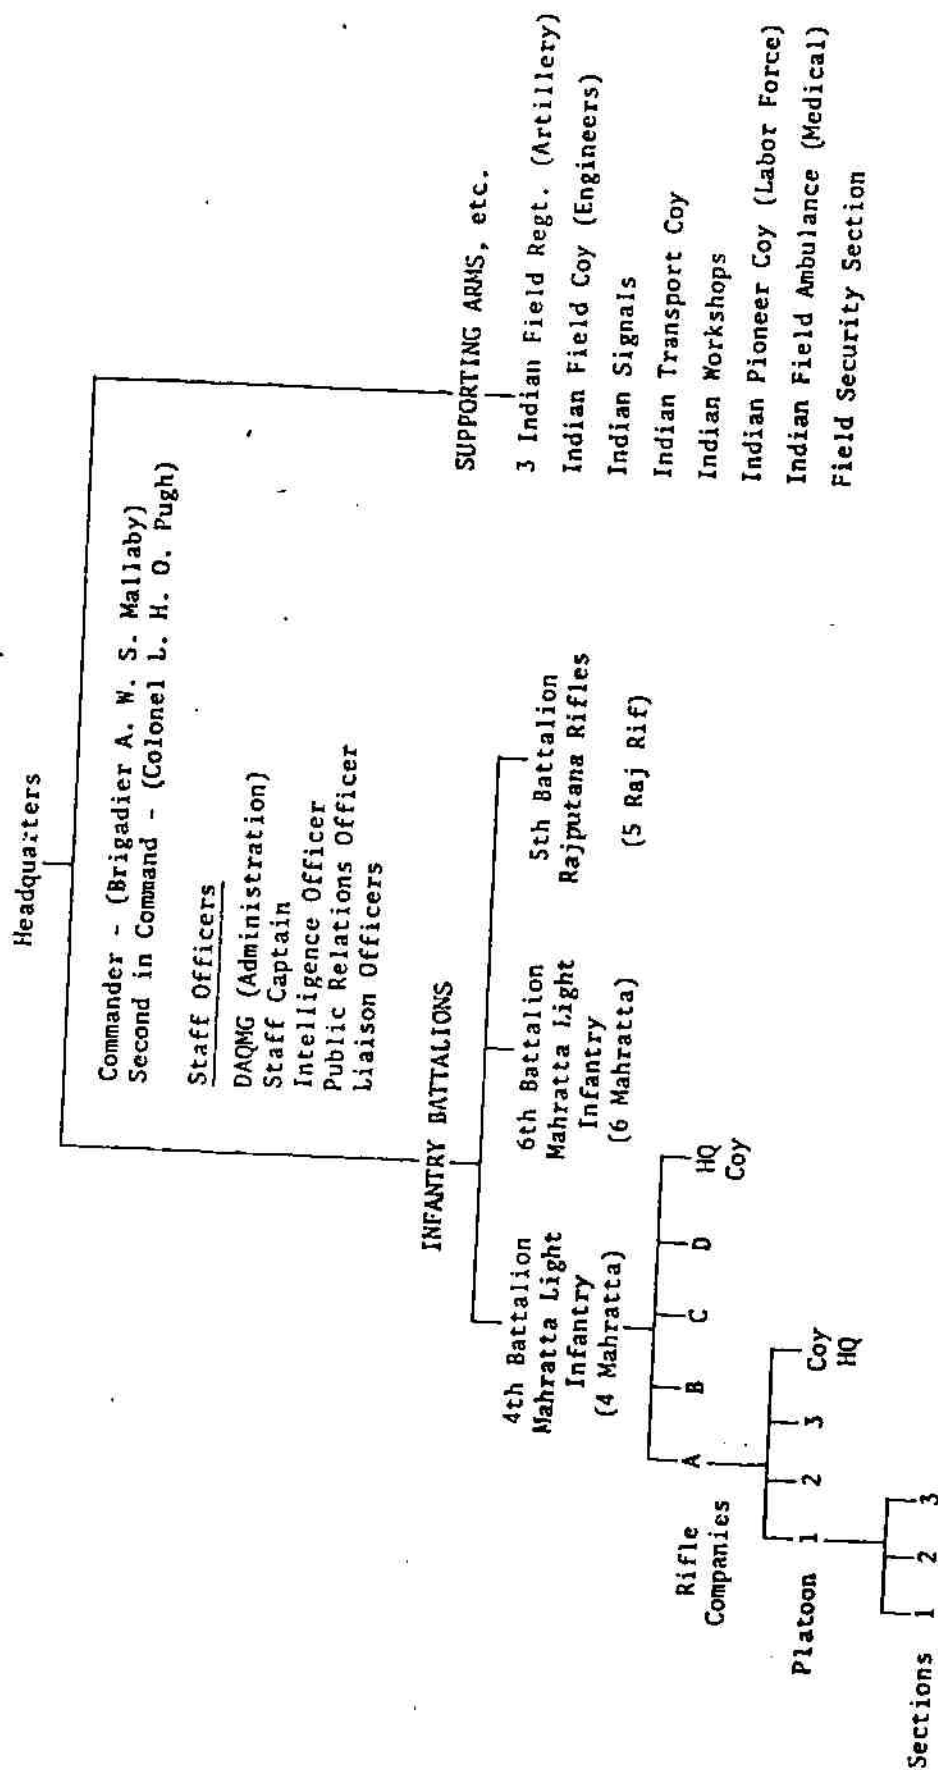 Headquarters
Commander - (Brigadier A. W. S. Mallaby)
Second in Command - (Colonel L. H. O. Pugh)
Staff Officers
DAQMG (Administration)
Staff Captain
Intelligence Officer
Public Relations Officer
Liaison Officers
INFANTRY BATTALIONS
4th Battalion
Mahratta Light
Infantry
(4 Mahratta)
6th Battalion
Mahratta Light
Infantry
(6 Mahratta)
5th Battalion
Rajputana Rifles
(5 Raj Rif)
SUPPORTING ARMS, etc.
3 Indian Field Regt. (Artillery)
Indian Field Coy (Engineers)
Indian Signals
Indian Transport Coy
Indian Workshops
Indian Pioneer Coy (Labor Force)
Indian Field Ambulance (Medical)
Field Security Section
Rifle
Companies
A B C D HQ
Coy
Platoon 1 2 3 Coy
HQ
Sections 1 2 3